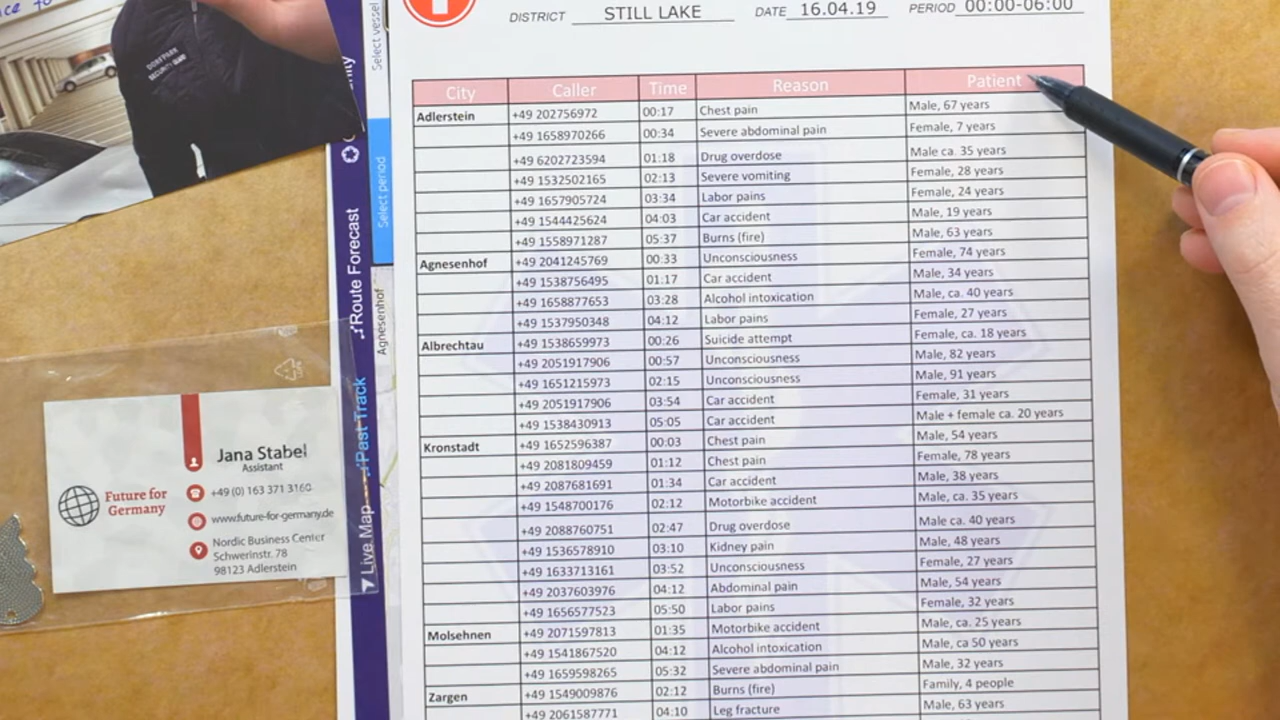 ce to
DORFPARK
SECURITY GUARD
Select vessel
Select period
Route Forecast
Agnesenhof
Past Track
Live Map
DISTRICT STILL LAKE DATE 16.04.19 PERIOD 00:00-06:00
City Caller Time Reason Patient
Adlerstein +49 202756972 00:17 Chest pain Male, 67 years
+49 1658970266 00:34 Severe abdominal pain Female, 7 years
+49 6202723594 01:18 Drug overdose Male ca. 35 years
+49 1532502165 02:13 Severe vomiting Female, 28 years
+49 1657905724 03:34 Labor pains Female, 24 years
+49 1544425624 04:03 Car accident Male, 19 years
+49 1558971287 05:37 Burns (fire) Male, 63 years
Agnesenhof +49 2041245769 00:33 Unconsciousness Female, 74 years
+49 1538756495 01:17 Car accident Male, 34 years
+49 1658877653 03:28 Alcohol intoxication Male, ca. 40 years
+49 1537950348 04:12 Labor pains Female, 27 years
Albrechtau +49 1538659973 00:26 Suicide attempt Female, ca. 18 years
+49 2051917906 00:57 Unconsciousness Male, 82 years
+49 1651215973 02:15 Unconsciousness Male, 91 years
+49 2051917906 03:54 Car accident Female, 31 years
+49 1538430913 05:05 Car accident Male + female ca. 20 years
Kronstadt +49 1652596387 00:03 Chest pain Male, 54 years
+49 2081809459 01:12 Chest pain Female, 78 years
+49 2087681691 01:34 Car accident Male, 38 years
+49 1548700176 02:12 Motorbike accident Male, ca. 35 years
+49 2088760751 02:47 Drug overdose Male ca. 40 years
+49 1536578910 03:10 Kidney pain Male, 48 years
+49 1633713161 03:52 Unconsciousness Female, 27 years
+49 2037603976 04:12 Abdominal pain Male, 54 years
+49 1656577523 05:50 Labor pains Female, 32 years
Molsehnen +49 2071597813 01:35 Motorbike accident Male, ca. 25 years
+49 1541867520 04:12 Alcohol intoxication Male, ca 50 years
+49 1659598265 05:32 Severe abdominal pain Male, 32 years
Zargen +49 1549009876 02:12 Burns (fire) Family, 4 people
+49 2061587771 04:10 Leg fracture Male, 63 years
Jana Stabel
Assistant
Future for
Germany
+49 (0) 163 371 3160
www.future-for-germany.de
Nordic Business Center
Schwerinstr. 78
98123 Adlerstein